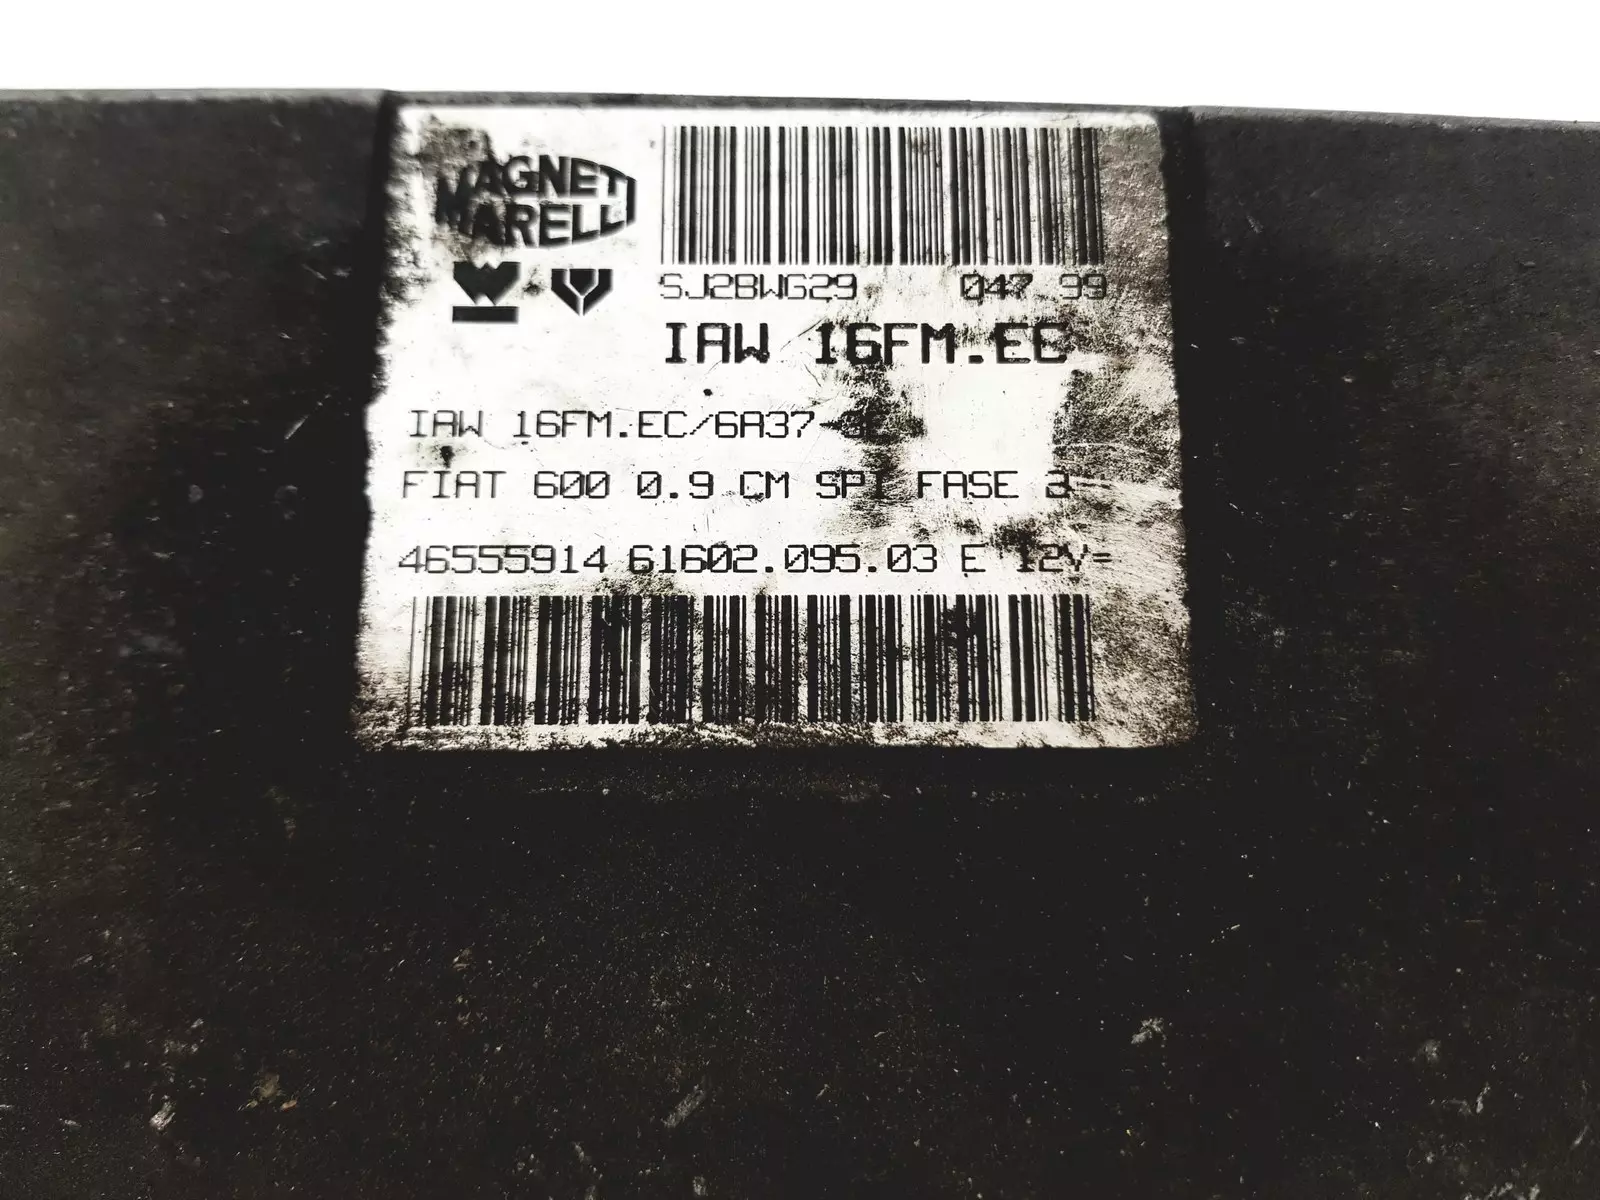 MAGNETI
MARELLI
SJ2BWG29 047 99
IAW 16FM.EC
IAW 16FM.EC/6A37
FIAT 600 0.9 CM SPI FASE
46555914 61602.095.03 E 12V=